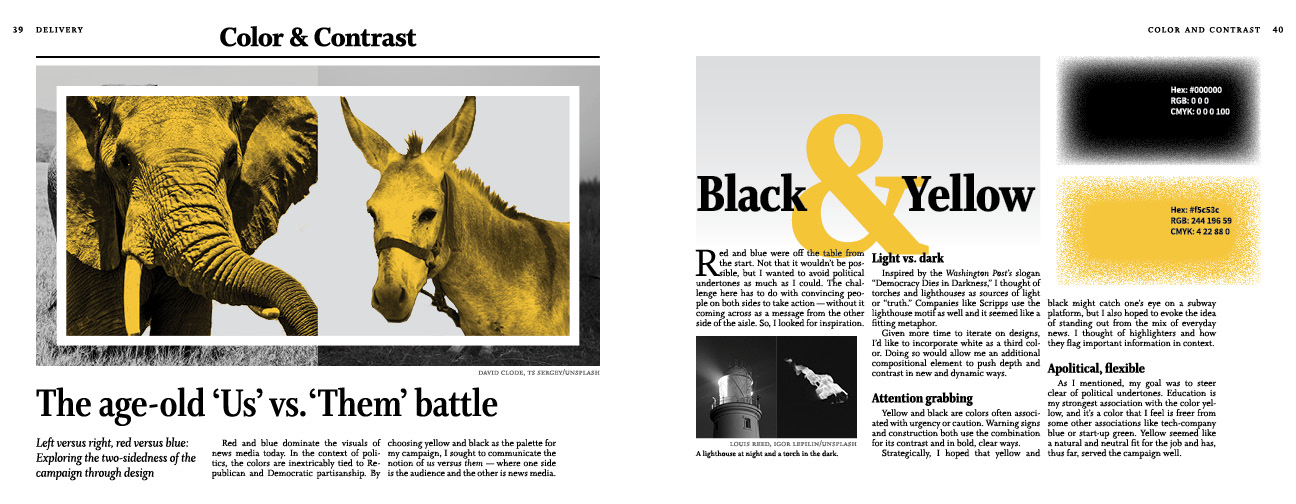 39 DELIVERY
Color & Contrast
DAVID CLODE, TS SERGEY/UNSPLASH
The age-old ‘Us’ vs. ‘Them’ battle
Left versus right, red versus blue:
Exploring the two-sidedness of the
campaign through design
Red and blue dominate the visuals of
news media today. In the context of poli-
tics, the colors are inextricably tied to Re-
publican and Democratic partisanship. By
choosing yellow and black as the palette for
my campaign, I sought to communicate the
notion of us versus them — where one side
is the audience and the other is news media.
COLOR AND CONTRAST 40
Black & Yellow
Red and blue were off the table from
the start. Not that it wouldn't be pos-
sible, but I wanted to avoid political
undertones as much as I could. The chal-
lenge here has to do with convincing peo-
ple on both sides to take action — without it
coming across as a message from the other
side of the aisle. So, I looked for inspiration.
LOUIS REED, IGOR LEPILIN/UNSPLASH
A lighthouse at night and a torch in the dark.
Light vs. dark
Inspired by the Washington Post's slogan
“Democracy Dies in Darkness,” I thought of
torches and lighthouses as sources of light
or “truth.” Companies like Scripps use the
lighthouse motif as well and it seemed like a
fitting metaphor.
Given more time to iterate on designs,
I'd like to incorporate white as a third col-
or. Doing so would allow me an additional
compositional element to push depth and
contrast in new and dynamic ways.
Attention grabbing
Yellow and black are colors often associ-
ated with urgency or caution. Warning signs
and construction both use the combination
for its contrast and in bold, clear ways.
Strategically, I hoped that yellow and
Hex: #000000
RGB: 0 0 0
CMYK: 0 0 0 100
Hex: #f5c53c
RGB: 244 196 59
CMYK: 4 22 88 0
black might catch one's eye on a subway
platform, but I also hoped to evoke the idea
of standing out from the mix of everyday
news. I thought of highlighters and how
they flag important information in context.
Apolitical, flexible
As I mentioned, my goal was to steer
clear of political undertones. Education is
my strongest association with the color yel-
low, and it's a color that I feel is freer from
some other associations like tech-company
blue or start-up green. Yellow seemed like
a natural and neutral fit for the job and has,
thus far, served the campaign well.